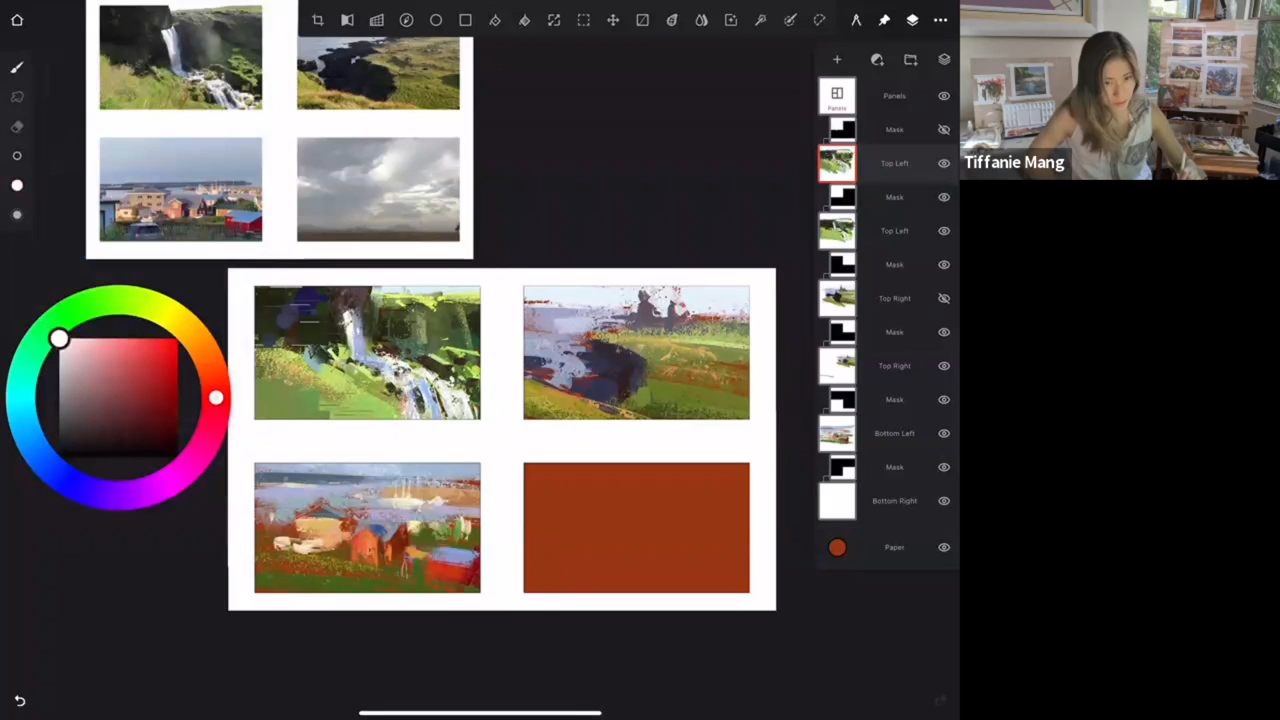 Panels
Panels
Mask
Top Left
Mask
Top Left
Mask
Top Right
Mask
Top Right
Mask
Bottom Left
Mask
Bottom Right
Paper
Tiffanie Mang